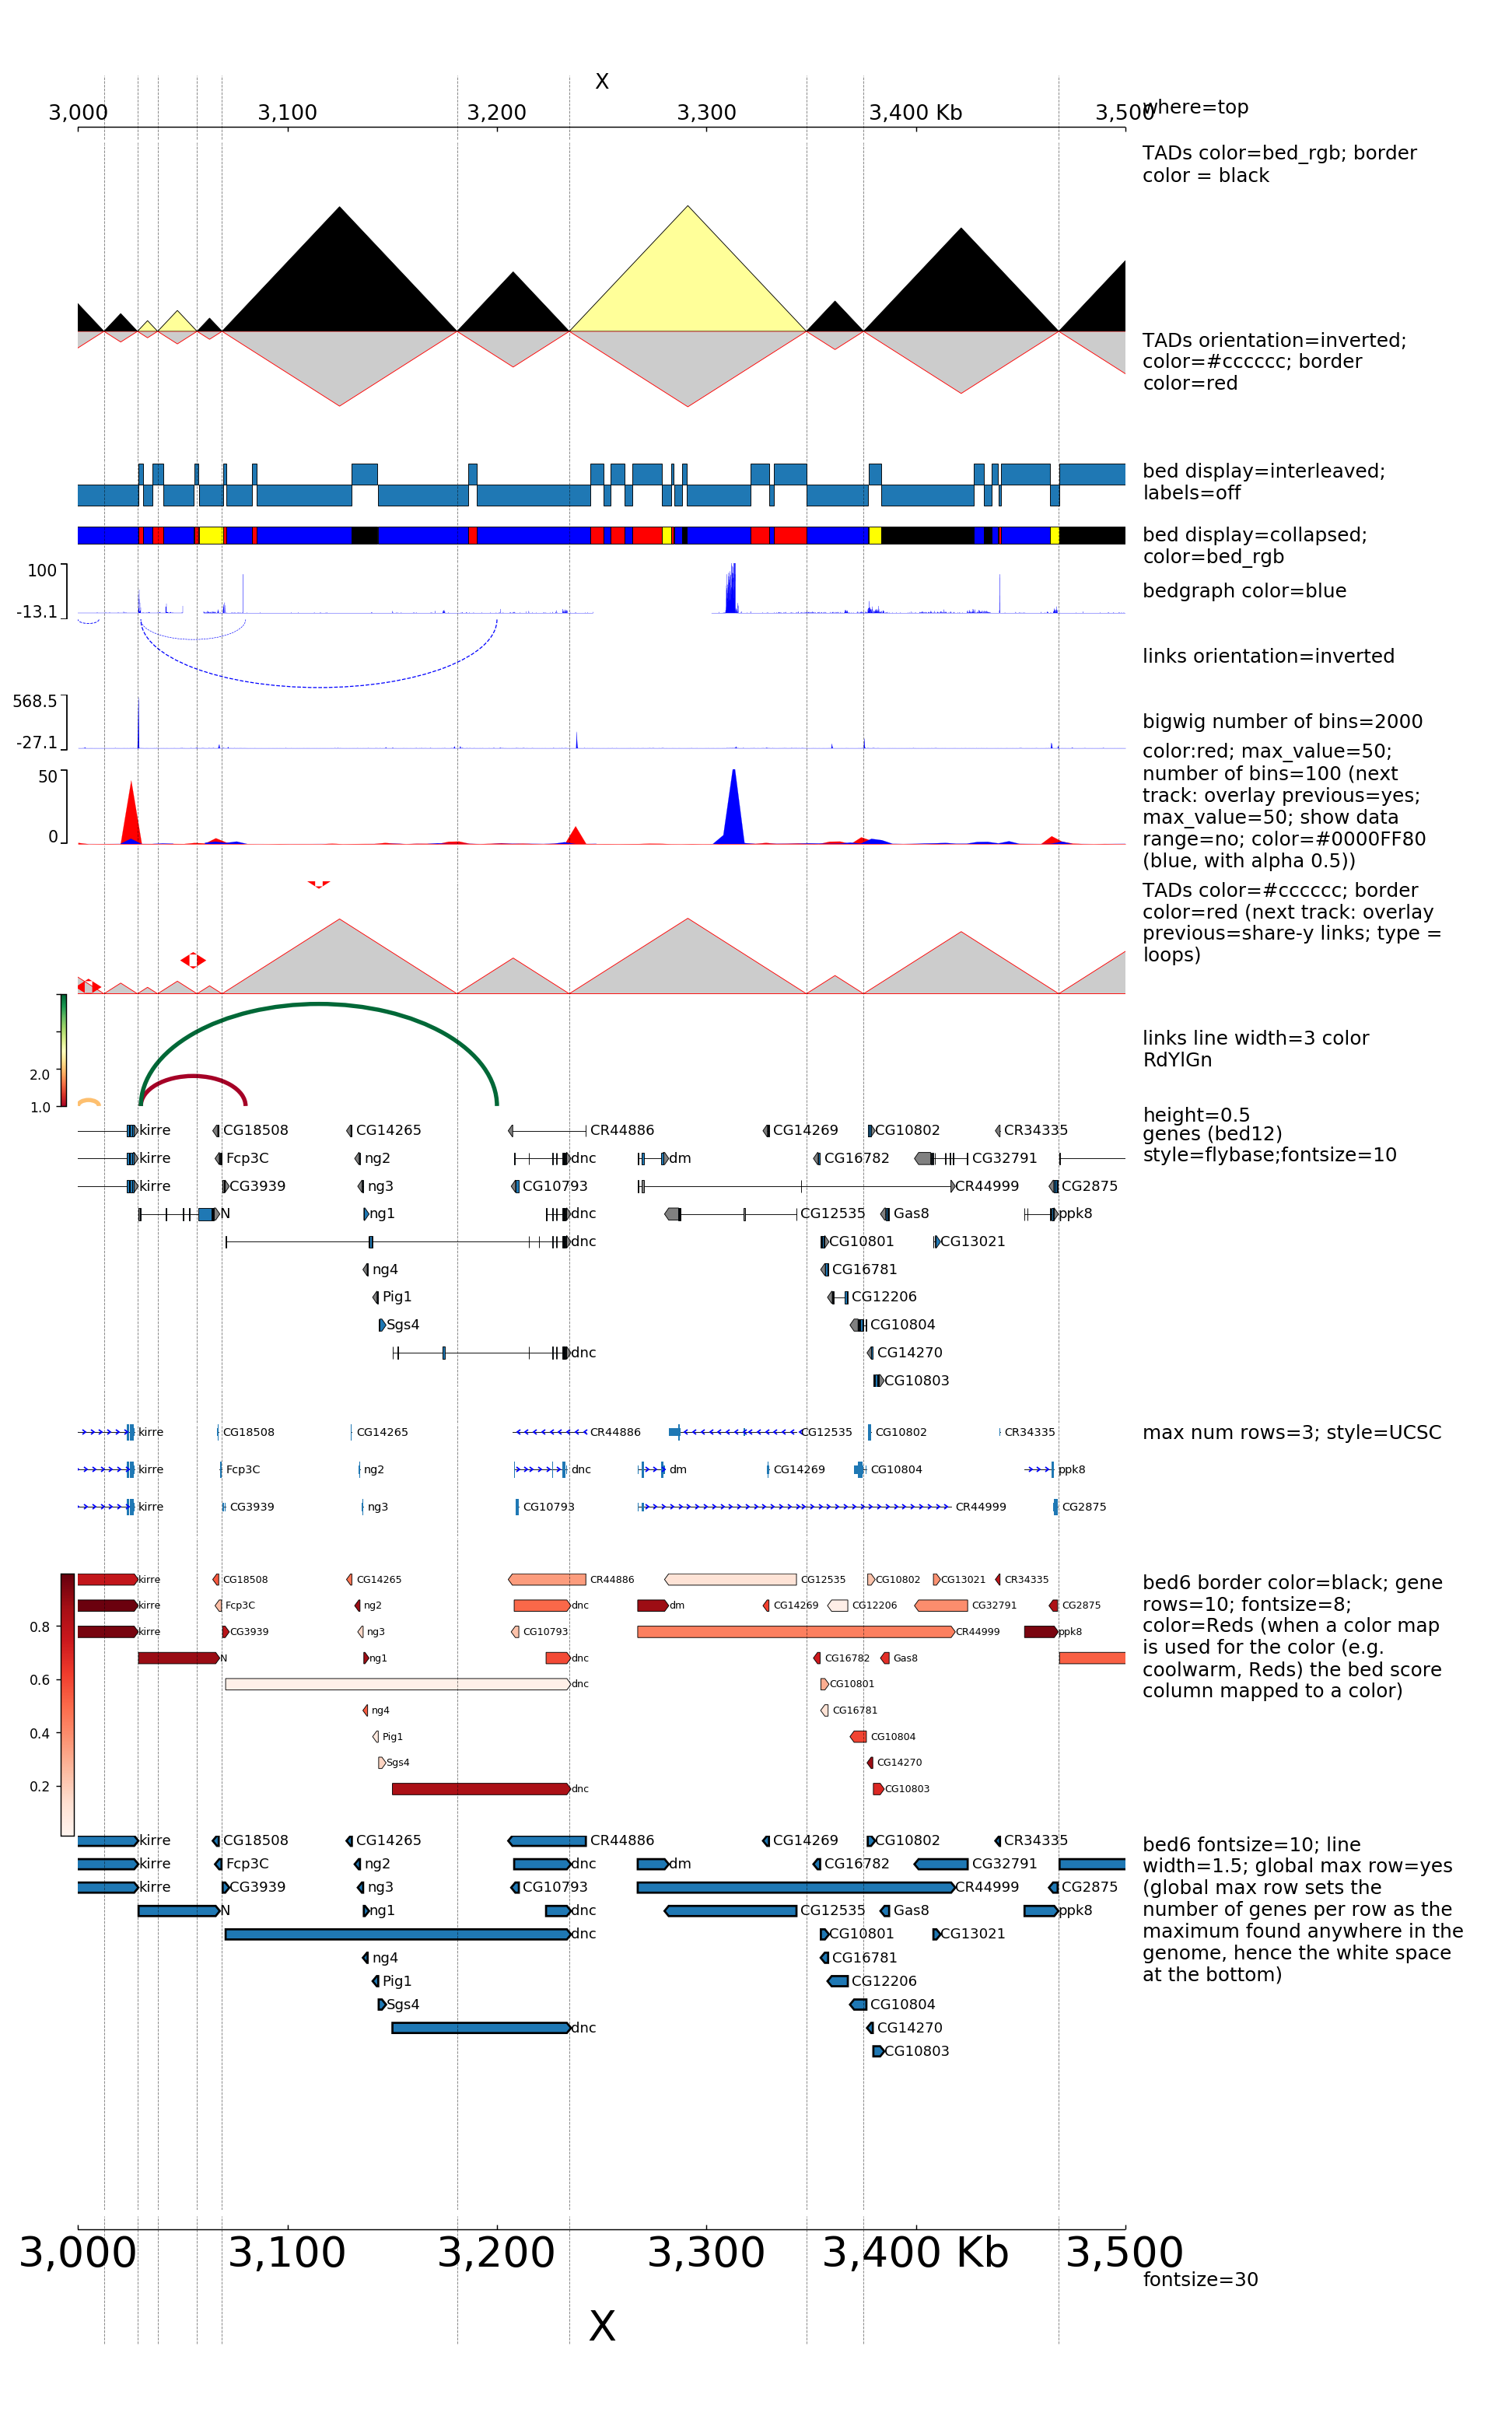 X
3,000 3,100 3,200 3,300 3,400 Kb 3,500
where=top
TADs color=bed_rgb; border
color = black
TADs orientation=inverted;
color=#cccccc; border
color=red
bed display=interleaved;
labels=off
bed display=collapsed;
color=bed_rgb
100
-13.1
bedgraph color=blue
links orientation=inverted
568.5
-27.1
bigwig number of bins=2000
50
0
color:red; max_value=50;
number of bins=100 (next
track: overlay previous=yes;
max_value=50; show data
range=no; color=#0000FF80
(blue, with alpha 0.5))
TADs color=#cccccc; border
color=red (next track: overlay
previous=share-y links; type =
loops)
2.0
1.0
links line width=3 color
RdYlGn
height=0.5
genes (bed12)
style=flybase;fontsize=10
kirre CG18508 CG14265 CR44886 CG14269 CG10802 CR34335
kirre Fcp3C ng2 dnc dm CG16782 CG32791
kirre CG3939 ng3 CG10793 CR44999 CG2875
N ng1 dnc CG12535 Gas8 ppk8
dnc CG10801 CG13021
ng4 CG16781
Pig1 CG12206
Sgs4 CG10804
dnc CG14270
CG10803
max num rows=3; style=UCSC
kirre CG18508 CG14265 CR44886 CG12535 CG10802 CR34335
kirre Fcp3C ng2 dnc dm CG14269 CG10804 ppk8
kirre CG3939 ng3 CG10793 CR44999 CG2875
0.8
0.6
0.4
0.2
bed6 border color=black; gene
rows=10; fontsize=8;
color=Reds (when a color map
is used for the color (e.g.
coolwarm, Reds) the bed score
column mapped to a color)
kirre CG18508 CG14265 CR44886 CG12535 CG10802 CG13021 CR34335
kirre Fcp3C ng2 dnc dm CG14269 CG12206 CG32791 CG2875
kirre CG3939 ng3 CG10793 CR44999 ppk8
N ng1 dnc CG16782 Gas8
dnc CG10801
ng4 CG16781
Pig1 CG10804
Sgs4 CG14270
dnc CG10803
bed6 fontsize=10; line
width=1.5; global max row=yes
(global max row sets the
number of genes per row as the
maximum found anywhere in the
genome, hence the white space
at the bottom)
kirre CG18508 CG14265 CR44886 CG14269 CG10802 CR34335
kirre Fcp3C ng2 dnc dm CG16782 CG32791
kirre CG3939 ng3 CG10793 CR44999 CG2875
N ng1 dnc CG12535 Gas8 ppk8
dnc CG10801 CG13021
ng4 CG16781
Pig1 CG12206
Sgs4 CG10804
dnc CG14270
CG10803
3,000 3,100 3,200 3,300 3,400 Kb 3,500
fontsize=30
X